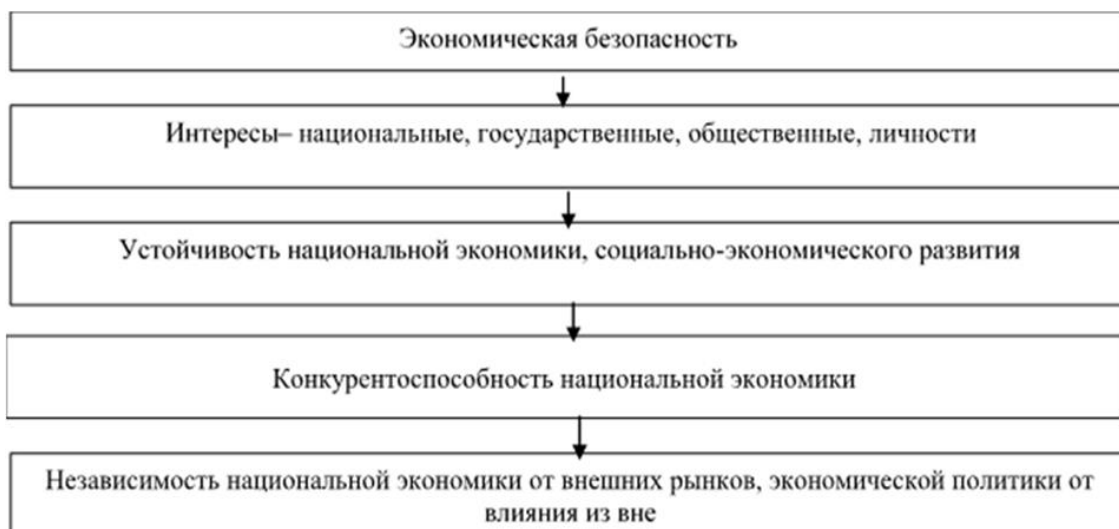 Экономическая безопасность
Интересы– национальные, государственные, общественные, личности
Устойчивость национальной экономики, социально-экономического развития
Конкурентоспособность национальной экономики
Независимость национальной экономики от внешних рынков, экономической политики от
влияния из вне